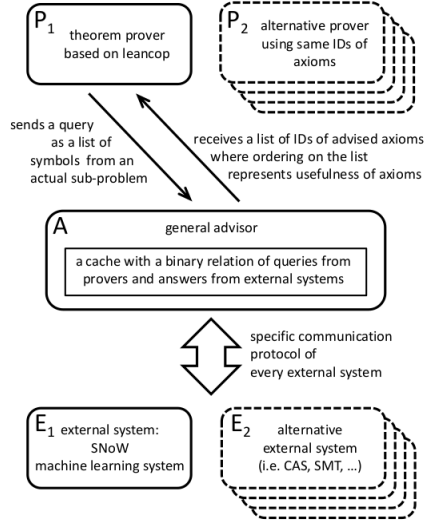 P1
theorem prover
based on leancop
P2
alternative prover
using same IDs of
axioms
sends a query
as a list of
symbols from an
actual sub-problem
receives a list of IDs of advised axioms
where ordering on the list
represents usefulness of axioms
A
general advisor
a cache with a binary relation of queries from
provers and answers from external systems
specific communication
protocol of
every external system
E1 external system:
SNoW
machine learning system
E2 alternative
external system
(i.e. CAS, SMT, ...)